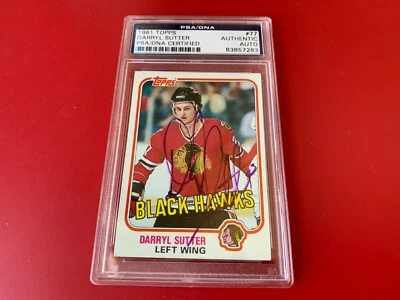 PSA/DNA
1981 TOPPS #77
DARRYL SUTTER AUTHENTIC
PSA/DNA CERTIFIED AUTO
83857263
TOPPS
BLACK HAWKS
DARRYL SUTTER
LEFT WING